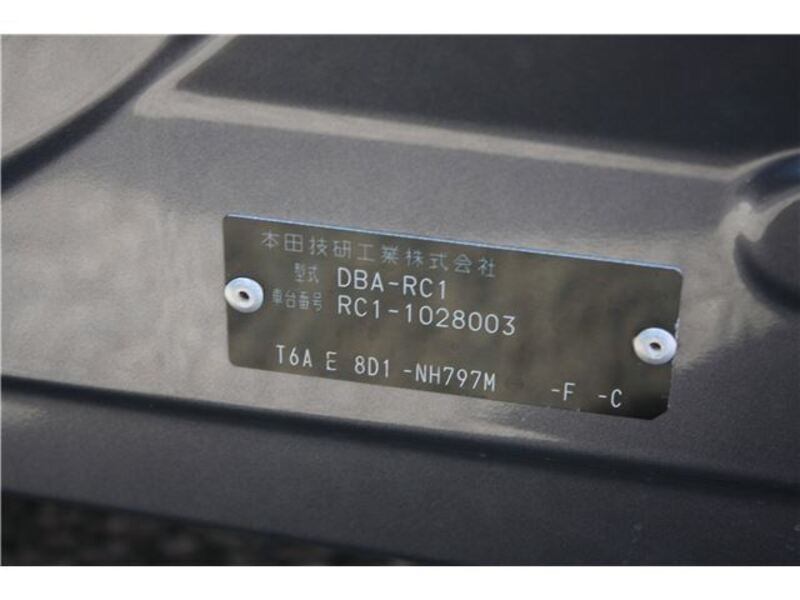 本田技研工業株式会社
型式 DBA-RC1
車台番号 RC1-1028003
T6A E 8D1 -NH797M -F -C